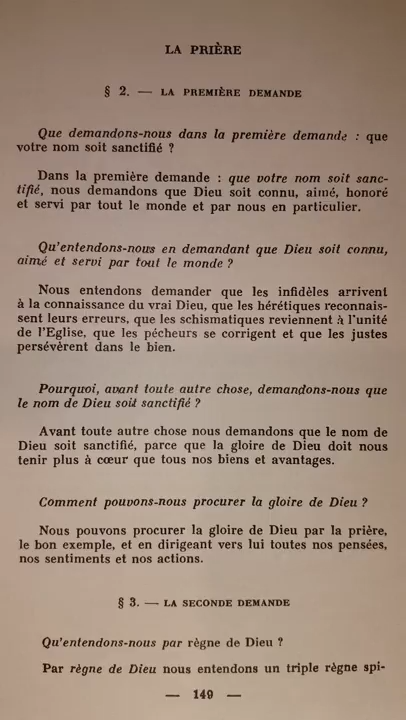 LA PRIÈRE
§ 2. — LA PREMIÈRE DEMANDE
Que demandons-nous dans la première demande : que
votre nom soit sanctifié ?
Dans la première demande : que votre nom soit sanc-
tifié, nous demandons que Dieu soit connu, aimé, honoré
et servi par tout le monde et par nous en particulier.
Qu'entendons-nous en demandant que Dieu soit connu,
aimé et servi par tout le monde ?
Nous entendons demander que les infidèles arrivent
à la connaissance du vrai Dieu, que les hérétiques reconnais-
sent leurs erreurs, que les schismatiques reviennent à l'unité
de l'Eglise, que les pécheurs se corrigent et que les justes
persévèrent dans le bien.
Pourquoi, avant toute autre chose, demandons-nous que
le nom de Dieu soit sanctifié ?
Avant toute autre chose nous demandons que le nom de
Dieu soit sanctifié, parce que la gloire de Dieu doit nous
tenir plus à cœur que tous nos biens et avantages.
Comment pouvons-nous procurer la gloire de Dieu ?
Nous pouvons procurer la gloire de Dieu par la prière,
le bon exemple, et en dirigeant vers lui toutes nos pensées,
nos sentiments et nos actions.
§ 3. — LA SECONDE DEMANDE
Qu'entendons-nous par règne de Dieu ?
Par règne de Dieu nous entendons un triple règne spi-
— 149 —